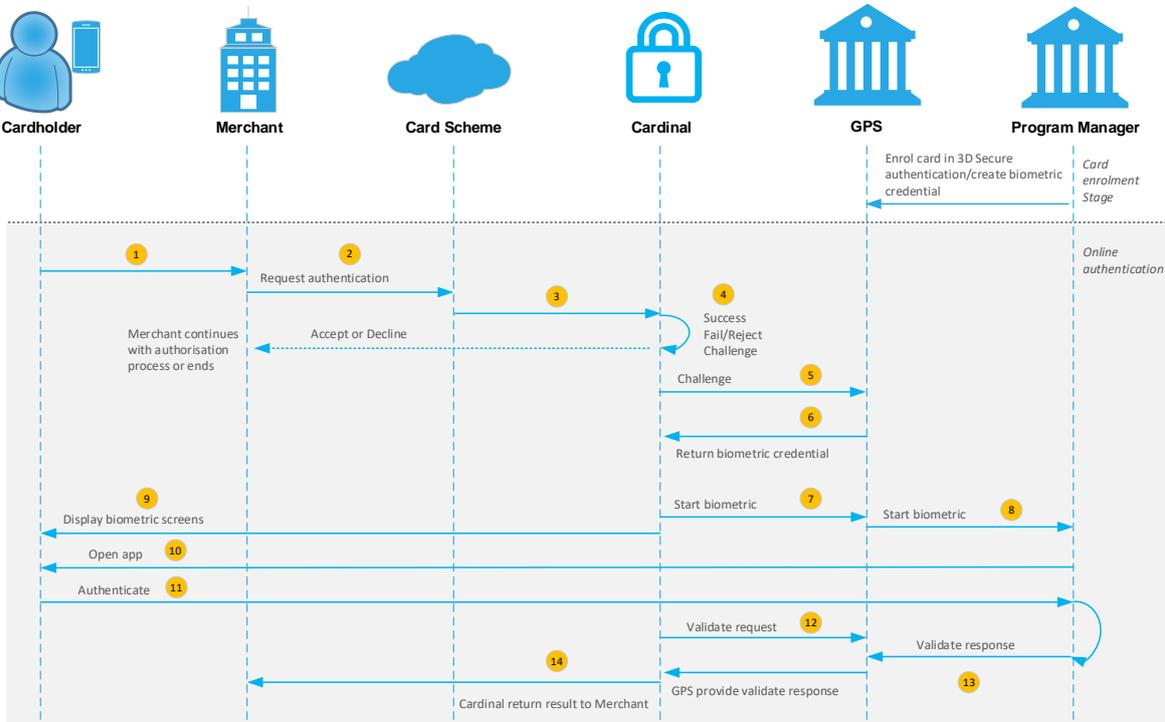 Cardholder
Merchant
Card Scheme
Cardinal
GPS
Program Manager
Enrol card in 3D Secure
authentication/create biometric
credential
Card
enrolment
Stage
Online
authentication
1
2
Request authentication
3
4
Success
Fail/Reject
Challenge
Merchant continues
with authorisation
process or ends
Accept or Decline
Challenge
5
6
Return biometric credential
9
Display biometric screens
Start biometric
7
Start biometric
8
Open app
10
Authenticate
11
Validate request
12
Validate response
13
14
GPS provide validate response
Cardinal return result to Merchant